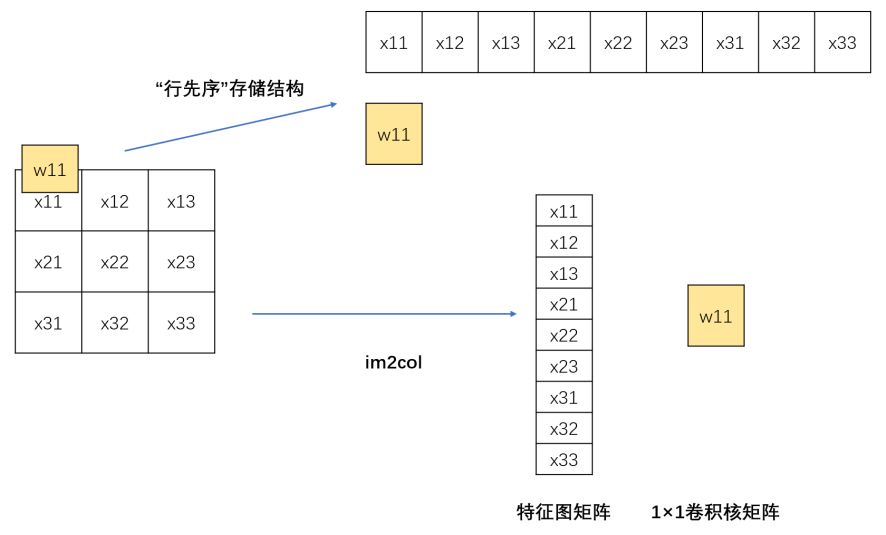 x11 x12 x13 x21 x22 x23 x31 x32 x33
“行先序”存储结构
w11
w11
x11 x12 x13
x21 x22 x23
x31 x32 x33
im2col
x11
x12
x13
x21
x22
x23
x31
x32
x33
w11
特征图矩阵
1×1卷积核矩阵